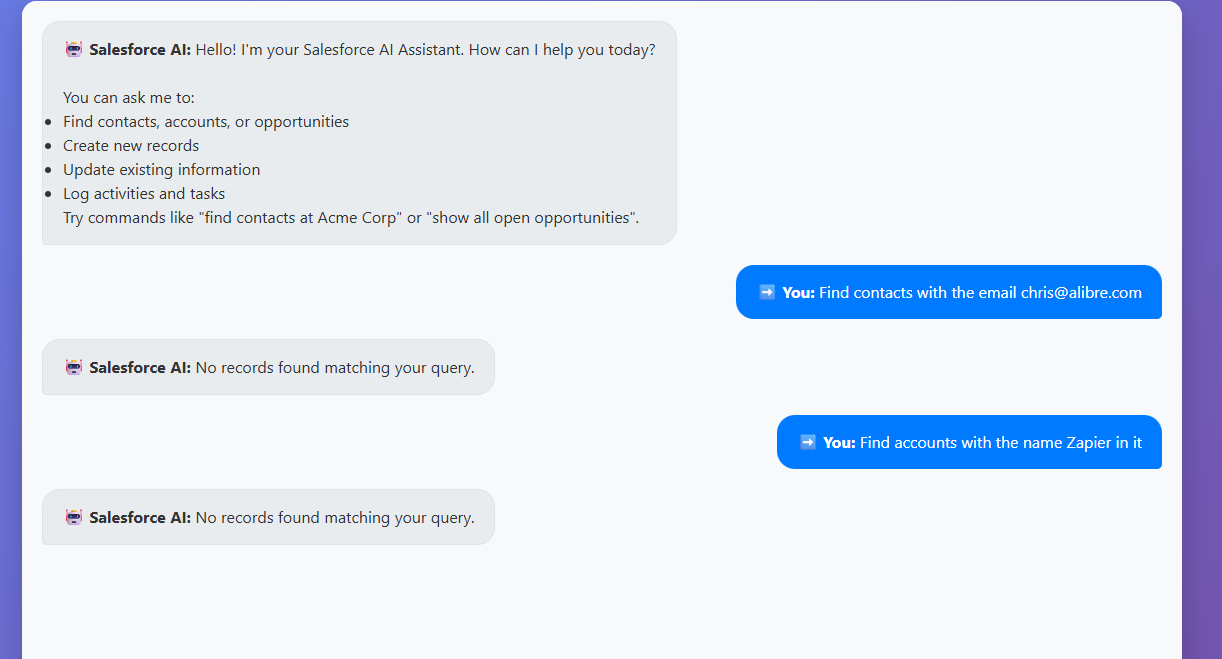 Salesforce AI: Hello! I'm your Salesforce AI Assistant. How can I help you today?
You can ask me to:
Find contacts, accounts, or opportunities
Create new records
Update existing information
Log activities and tasks
Try commands like "find contacts at Acme Corp" or "show all open opportunities".
You: Find contacts with the email chris@alibre.com
Salesforce AI: No records found matching your query.
You: Find accounts with the name Zapier in it
Salesforce AI: No records found matching your query.